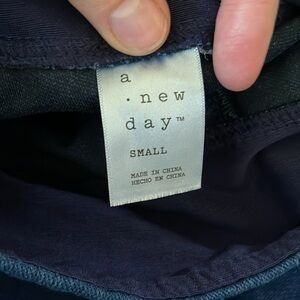 a
· new
day™
SMALL
MADE IN CHINA
HECHO EN CHINA